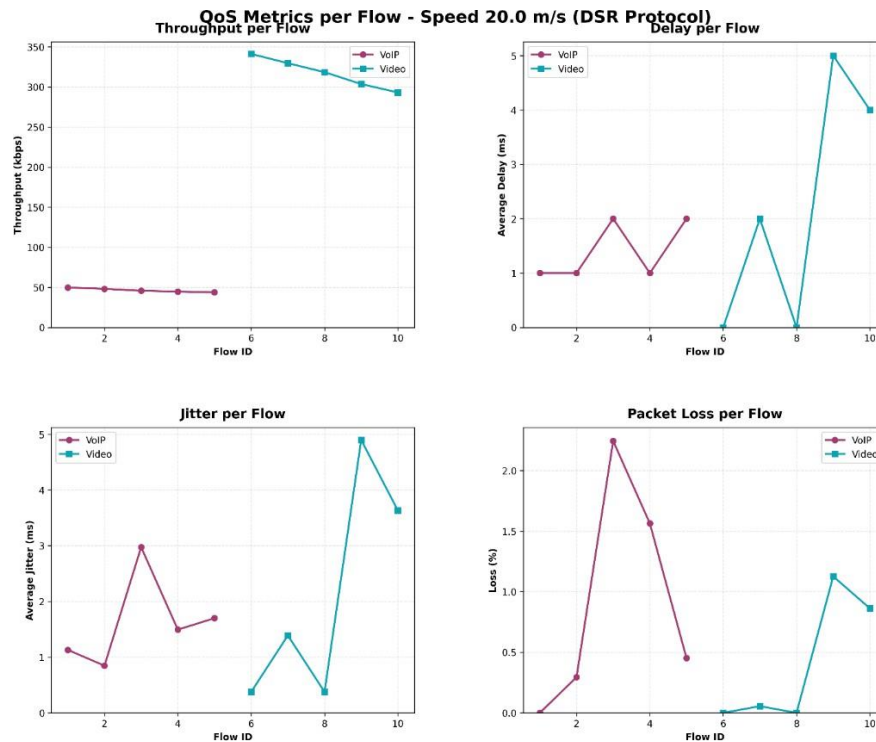 QoS Metrics per Flow - Speed 20.0 m/s (DSR Protocol)
Throughput per Flow
350
300
250
200
150
100
50
0
Throughput (kbps)
VoIP
Video
2
4
6
8
10
Flow ID
Delay per Flow
5
4
3
2
1
0
Average Delay (ms)
VoIP
Video
2
4
6
8
10
Flow ID
Jitter per Flow
5
4
3
2
1
0
Average Jitter (ms)
VoIP
Video
2
4
6
8
10
Flow ID
Packet Loss per Flow
2.0
1.5
1.0
0.5
0.0
Loss (%)
VoIP
Video
2
4
6
8
10
Flow ID